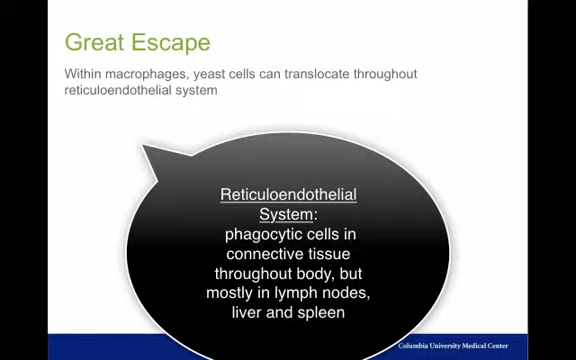 Great Escape
Within macrophages, yeast cells can translocate throughout
reticuloendothelial system
Reticuloendothelial
System:
phagocytic cells in
connective tissue
throughout body, but
mostly in lymph nodes,
liver and spleen
Columbia University Medical Center